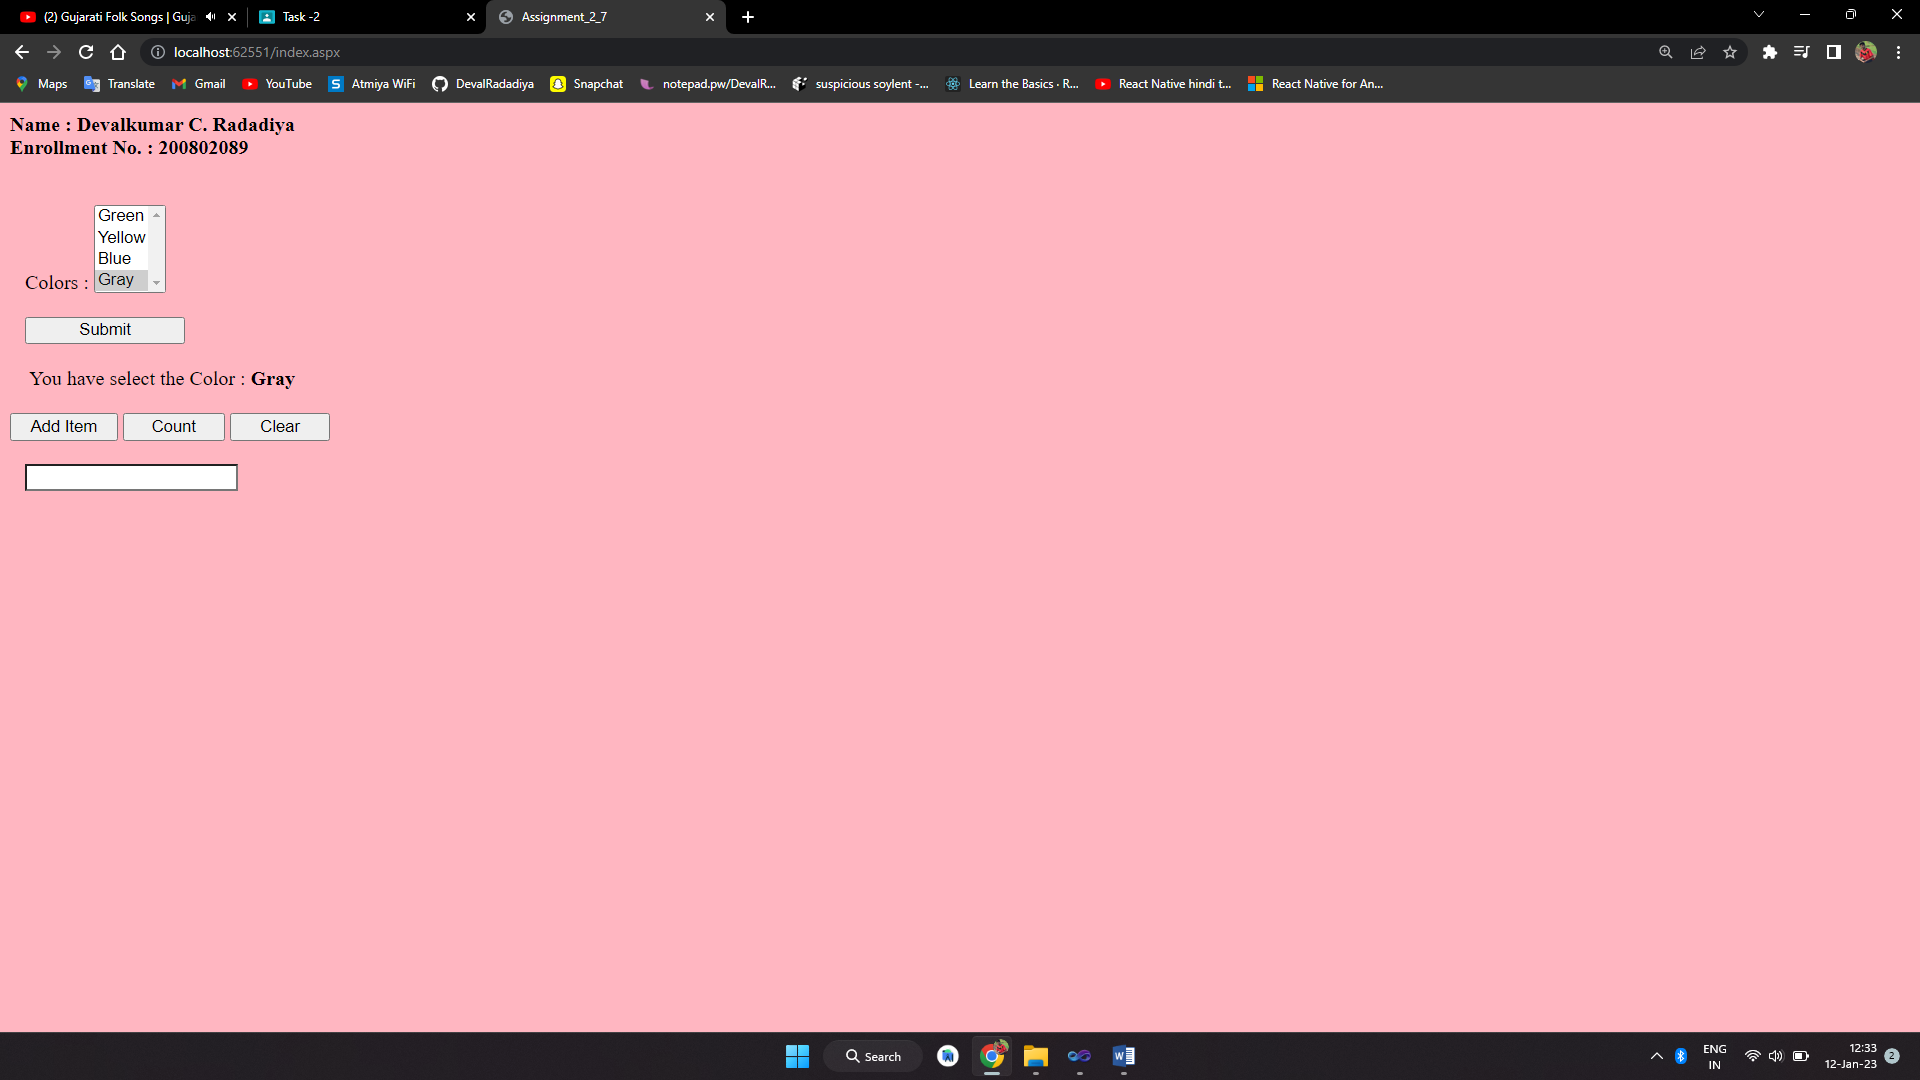 (2) Gujarati Folk Songs | Guja
Task -2
Assignment_2_7
localhost:62551/index.aspx
Maps
Translate
Gmail
YouTube
Atmiya WiFi
DevalRadadiya
Snapchat
notepad.pw/DevalR...
suspicious soylent -...
Learn the Basics · R...
React Native hindi t...
React Native for An...
Name : Devalkumar C. Radadiya
Enrollment No. : 200802089
Green
Yellow
Blue
Gray
Colors :
Submit
You have select the Color : Gray
Add Item
Count
Clear
Search
ENG
IN
12:33
12-Jan-23
2